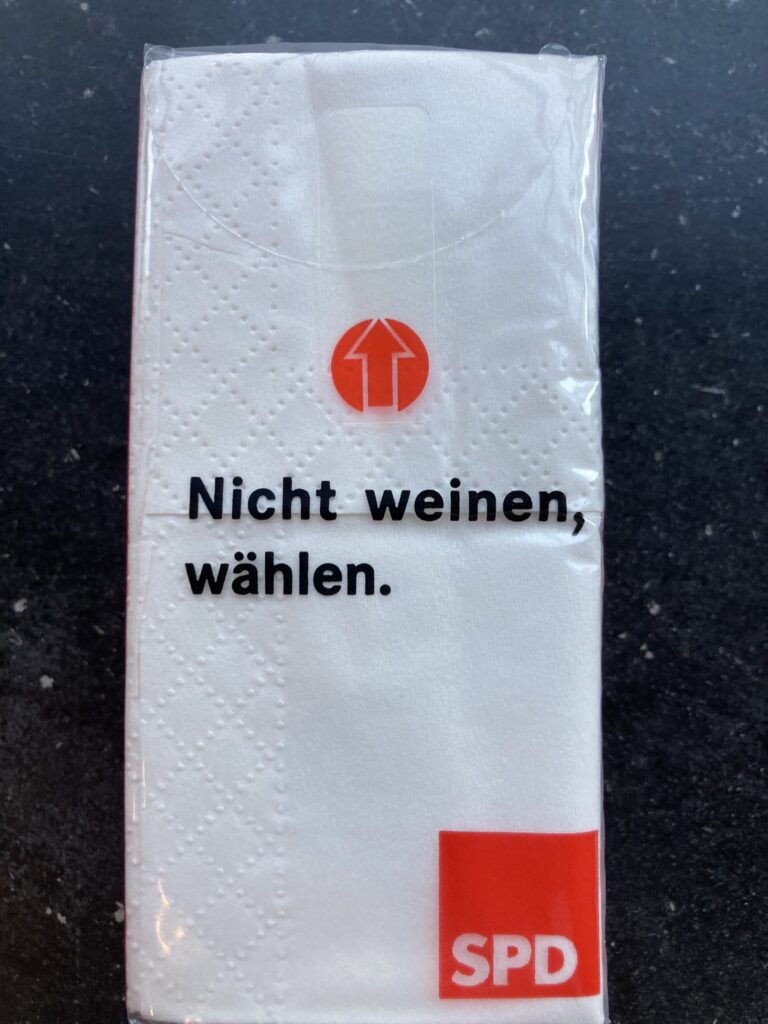 Nicht weinen,
wählen.
SPD